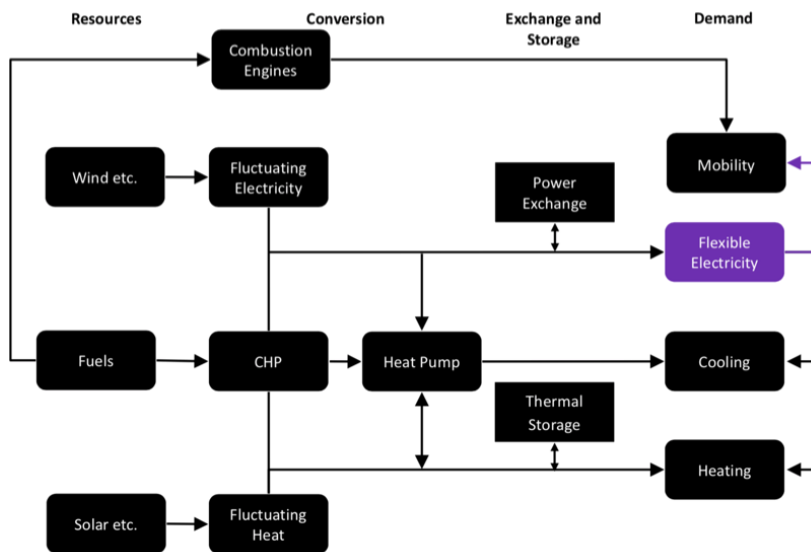 Resources
Conversion
Exchange and
Storage
Demand
Combustion
Engines
Wind etc.
Fluctuating
Electricity
Power
Exchange
Mobility
Flexible
Electricity
Fuels
CHP
Heat Pump
Cooling
Thermal
Storage
Heating
Solar etc.
Fluctuating
Heat